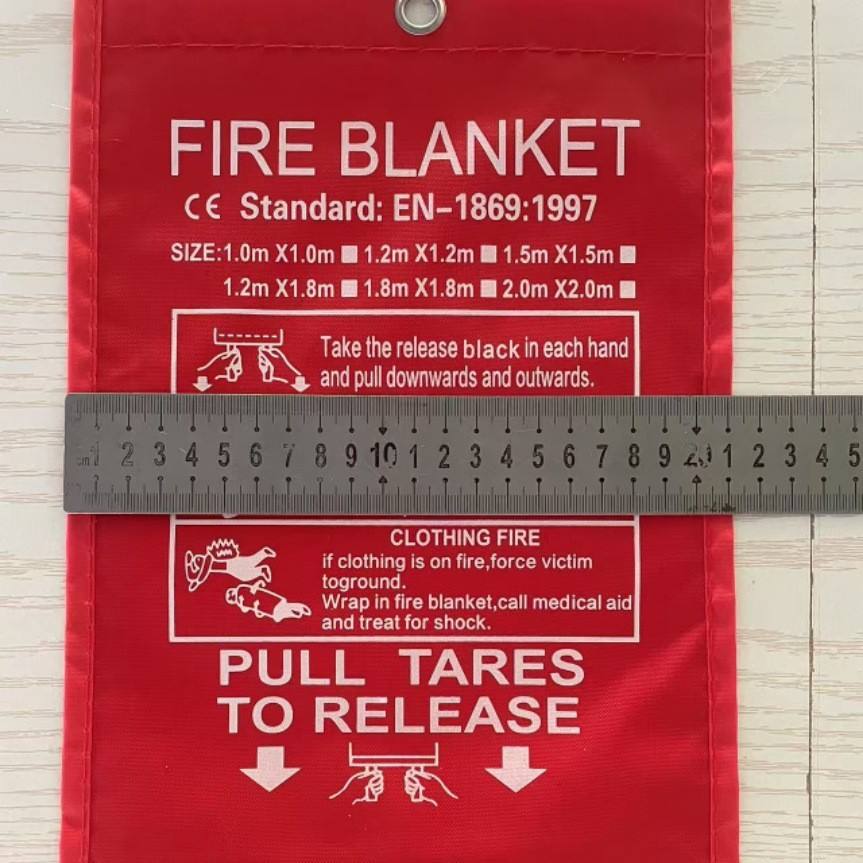 FIRE BLANKET
CE Standard: EN-1869:1997
SIZE:1.0m X1.0m 1.2m X1.2m 1.5m X1.5m
1.2m X1.8m 1.8m X1.8m 2.0m X2.0m
Take the release black in each hand
and pull downwards and outwards.
cm 1 2 3 4 5 6 7 8 9 10 1 2 3 4 5 6 7 8 9 20 1 2 3 4 5
CLOTHING FIRE
if clothing is on fire,force victim
toground.
Wrap in fire blanket,call medical aid
and treat for shock.
PULL TARES
TO RELEASE